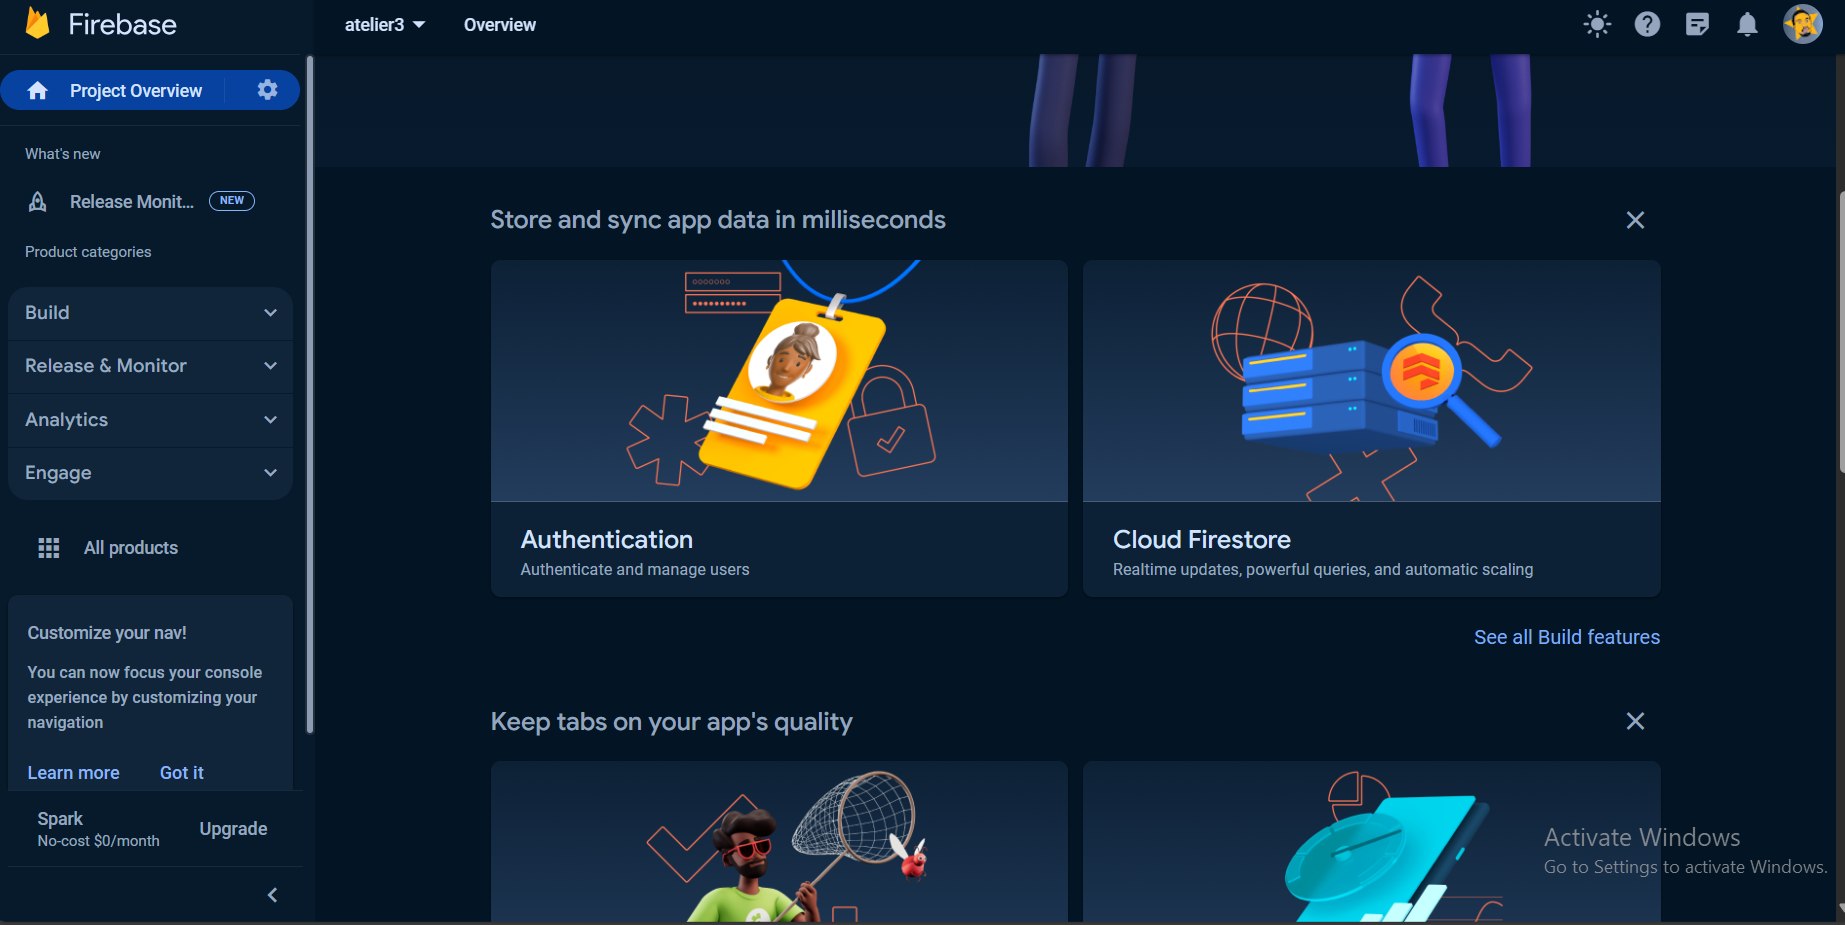 Firebase
atelier3
Overview
Project Overview
What's new
Release Monit... NEW
Product categories
Build
Release & Monitor
Analytics
Engage
All products
Customize your nav!
You can now focus your console
experience by customizing your
navigation
Learn more Got it
Spark
No-cost $0/month
Upgrade
Store and sync app data in milliseconds
Authentication
Authenticate and manage users
Cloud Firestore
Realtime updates, powerful queries, and automatic scaling
See all Build features
Keep tabs on your app's quality
Activate Windows
Go to Settings to activate Windows.